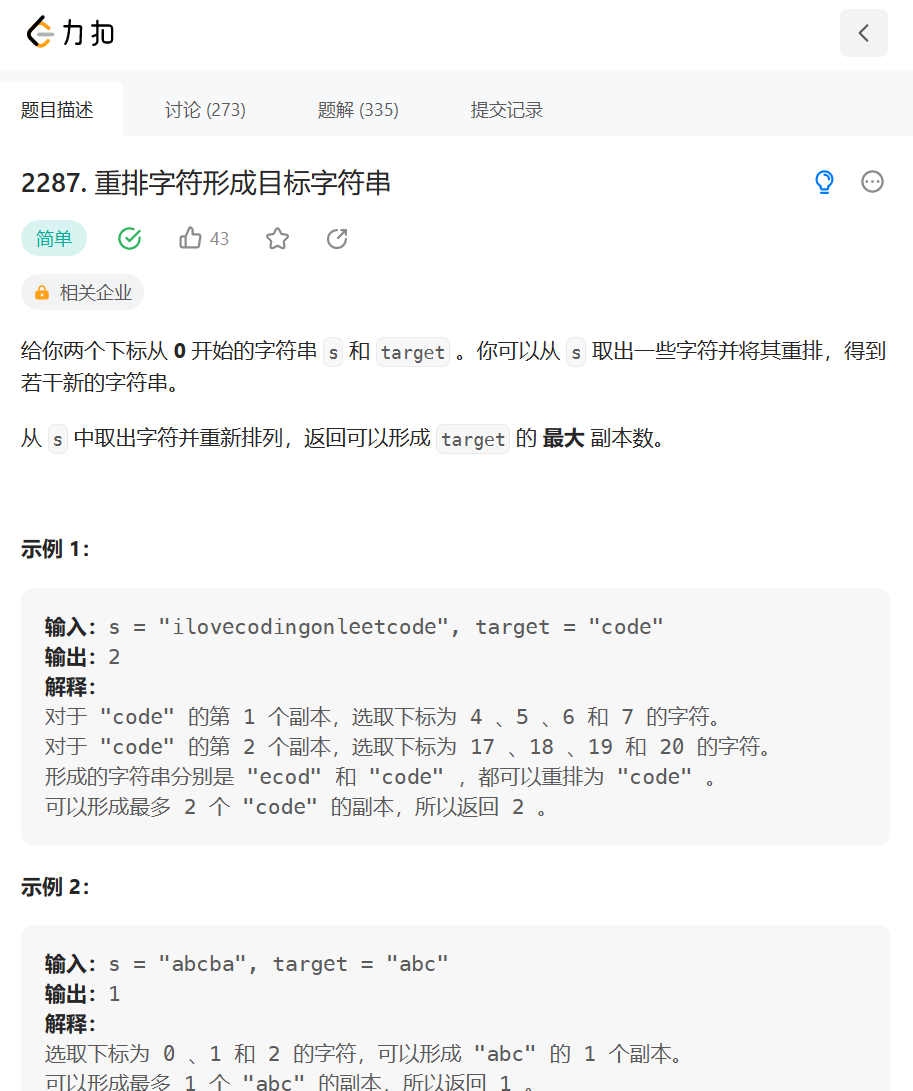 力扣
题目描述 讨论 (273) 题解 (335) 提交记录
2287. 重排字符形成目标字符串
简单 43
相关企业
给你两个下标从 0 开始的字符串 s 和 target 。你可以从 s 取出一些字符并将其重排，得到
若干新的字符串。
从 s 中取出字符并重新排列，返回可以形成 target 的 最大 副本数。
示例 1：
输入：s = "ilovecodingonleetcode", target = "code"
输出：2
解释：
对于 "code" 的第 1 个副本，选取下标为 4 、5 、6 和 7 的字符。
对于 "code" 的第 2 个副本，选取下标为 17 、18 、19 和 20 的字符。
形成的字符串分别是 "ecod" 和 "code" ，都可以重排为 "code" 。
可以形成最多 2 个 "code" 的副本，所以返回 2 。
示例 2：
输入：s = "abcba", target = "abc"
输出：1
解释：
选取下标为 0 、1 和 2 的字符，可以形成 "abc" 的 1 个副本。
可以形成最多 1 个 "abc" 的副本，所以返回 1 。